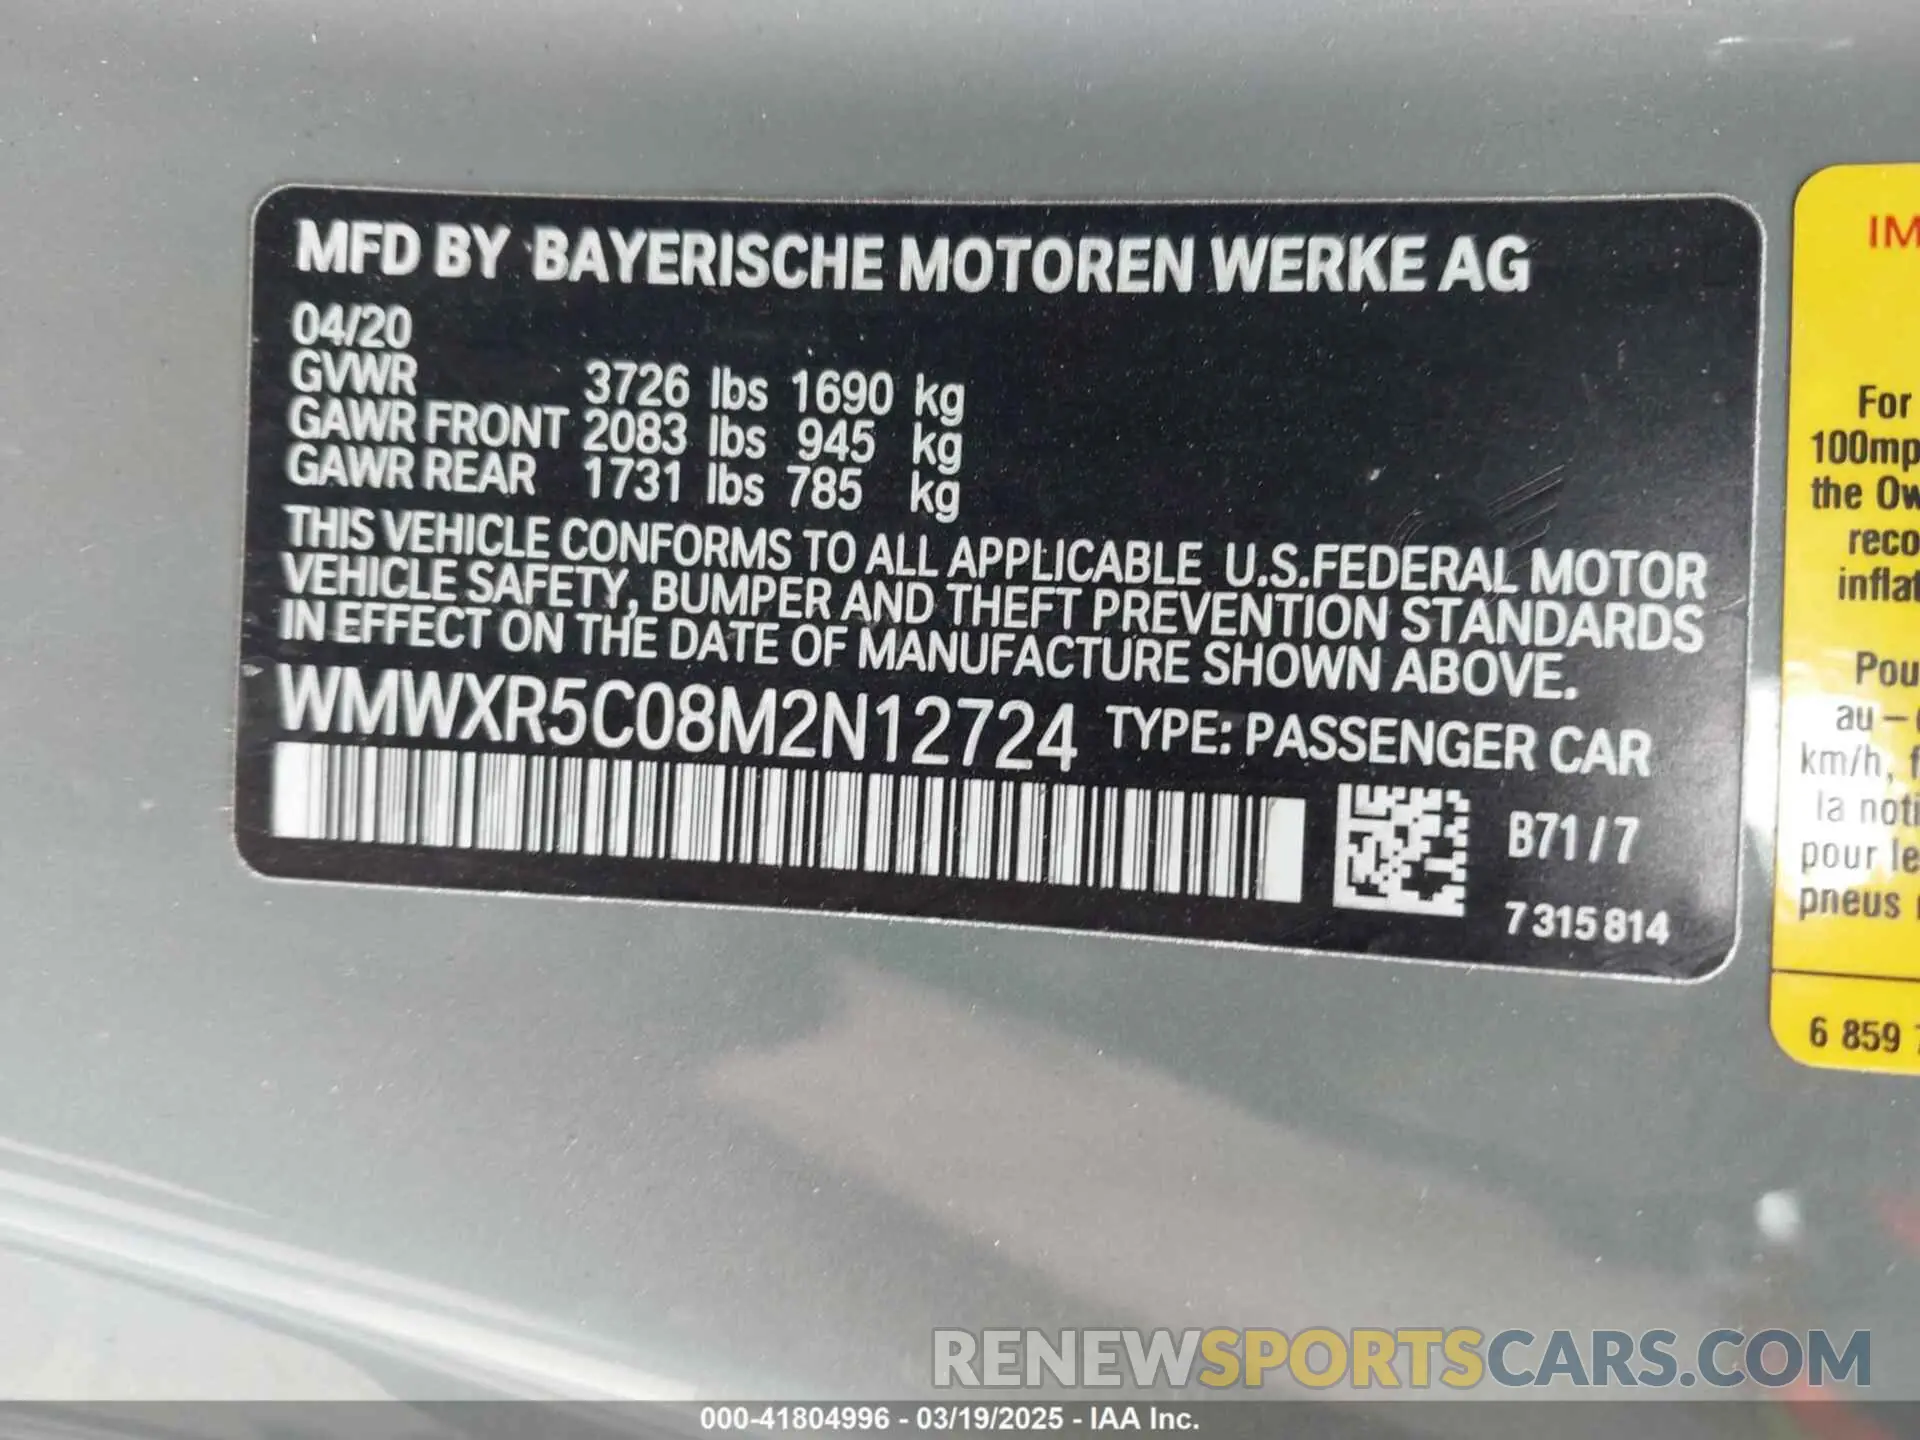 MFD BY BAYERISCHE MOTOREN WERKE AG
04/20
GVWR 3726 lbs 1690 kg
GAWR FRONT 2083 lbs 945 kg
GAWR REAR 1731 lbs 785 kg
THIS VEHICLE CONFORMS TO ALL APPLICABLE U.S.FEDERAL MOTOR
VEHICLE SAFETY, BUMPER AND THEFT PREVENTION STANDARDS
IN EFFECT ON THE DATE OF MANUFACTURE SHOWN ABOVE.
WMWXR5C08M2N12724 TYPE: PASSENGER CAR
B71/7
7 315 814
IM
For
100mp
the Ow
reco
inflat
Pou
au –
km/h, f
la noti
pour le
pneus
6 859
RENEWSPORTSCARS.COM
000-41804996 - 03/19/2025 - IAA Inc.